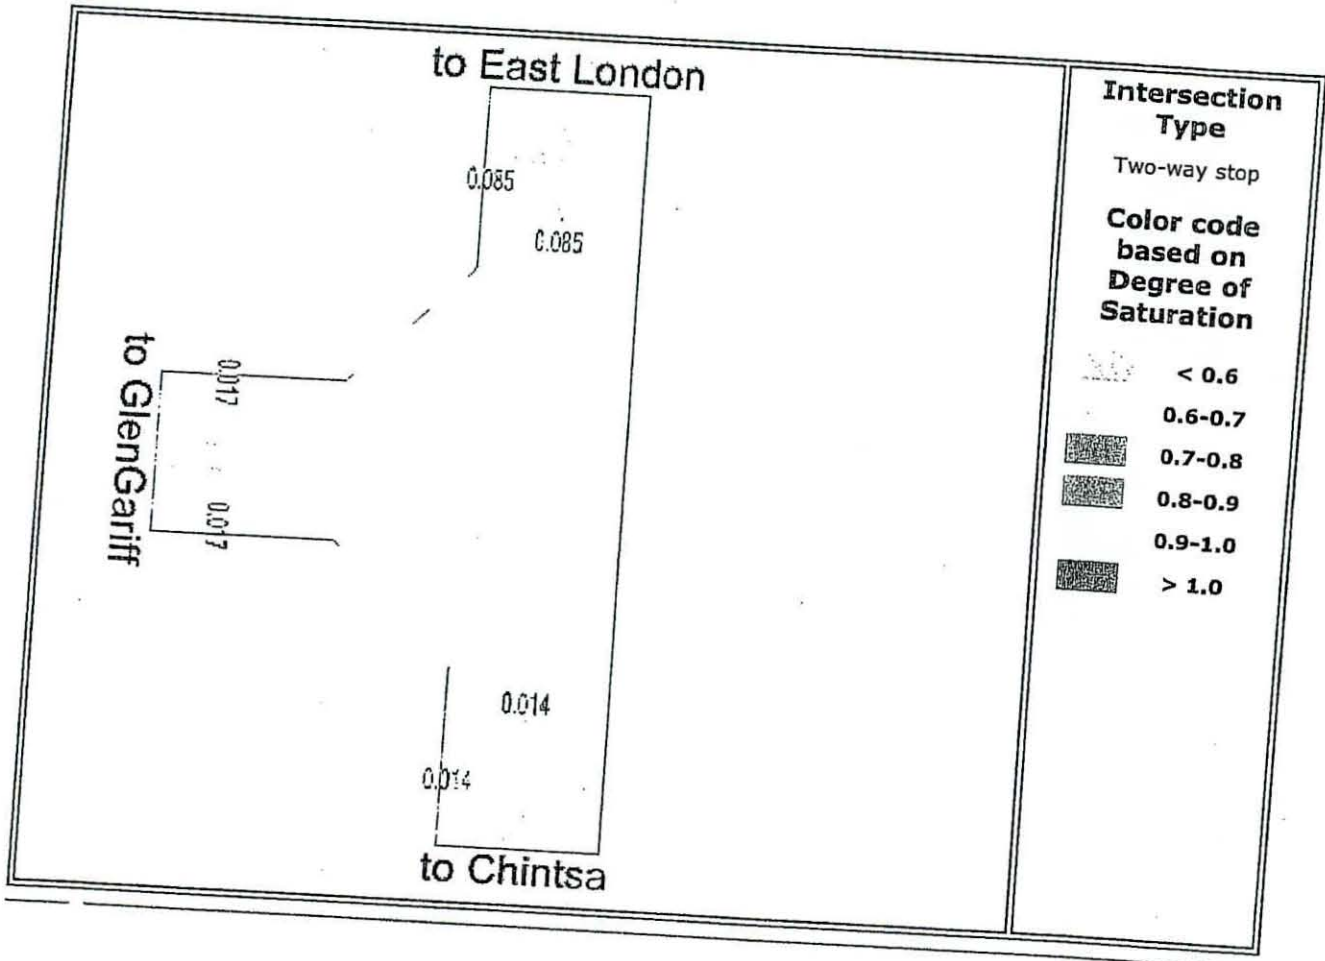 to East London
0.085
0.085
to GlenGariff
0.017
0.017
0.014
0.014
to Chintsa
Intersection
Type
Two-way stop
Color code
based on
Degree of
Saturation
< 0.6
0.6-0.7
0.7-0.8
0.8-0.9
0.9-1.0
> 1.0